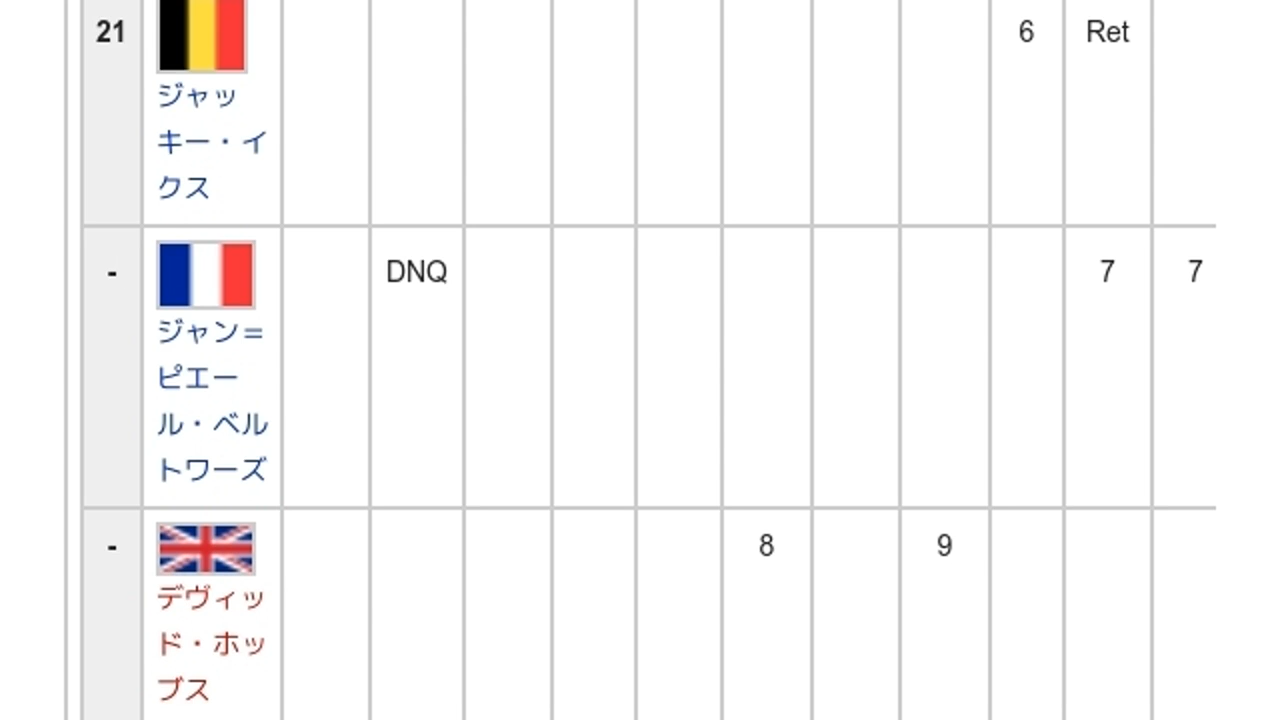 21 6 Ret
ジャッ
キー・イ
クス
- DNQ 7 7
ジャン=
ピエー
ル・ベル
トワーズ
- 8 9
デヴィッ
ド・ホッ
ブス